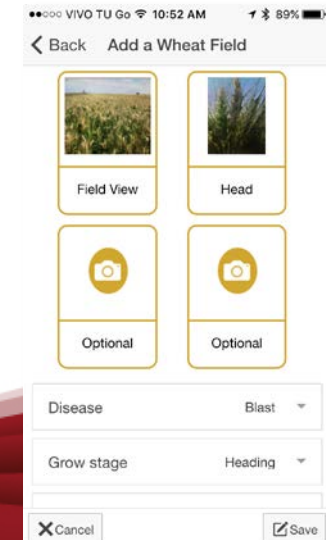 VIVO TU Go 10:52 AM 89%
Back Add a Wheat Field
Field View Head
Optional Optional
Disease Blast
Grow stage Heading
Cancel Save